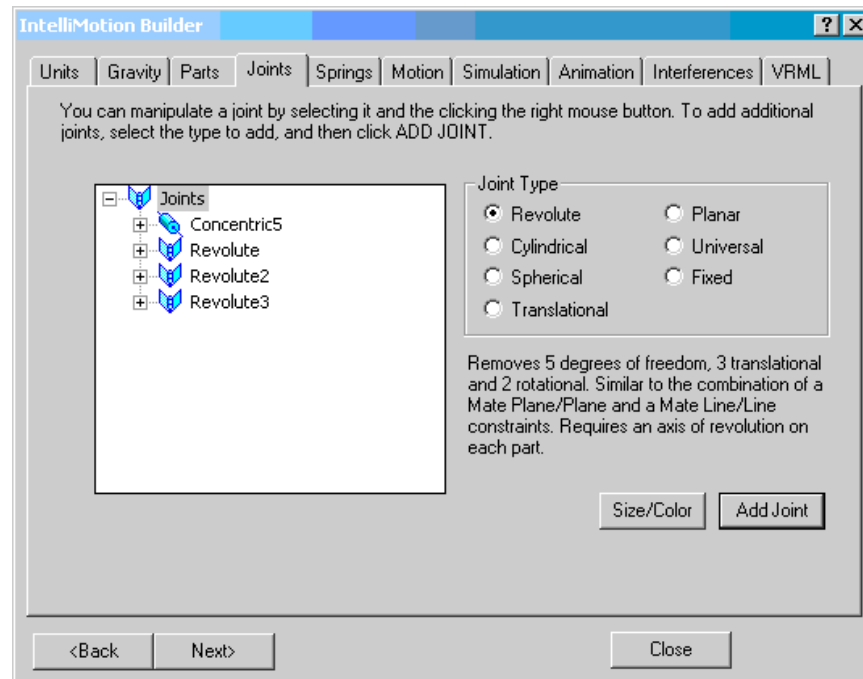 IntelliMotion Builder
Units Gravity Parts Joints Springs Motion Simulation Animation Interferences VRML
You can manipulate a joint by selecting it and the clicking the right mouse button. To add additional
joints, select the type to add, and then click ADD JOINT.
Joints
Concentric5
Revolute
Revolute2
Revolute3
Joint Type
Revolute Planar
Cylindrical Universal
Spherical Fixed
Translational
Removes 5 degrees of freedom, 3 translational
and 2 rotational. Similar to the combination of a
Mate Plane/Plane and a Mate Line/Line
constraints. Requires an axis of revolution on
each part.
Size/Color Add Joint
<Back Next> Close